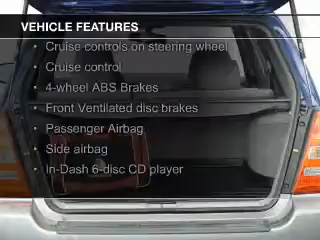 VEHICLE FEATURES
• Cruise controls on steering wheel
• Cruise control
• 4-wheel ABS Brakes
• Front Ventilated disc brakes
• Passenger Airbag
• Side airbag
• In-Dash 6-disc CD player